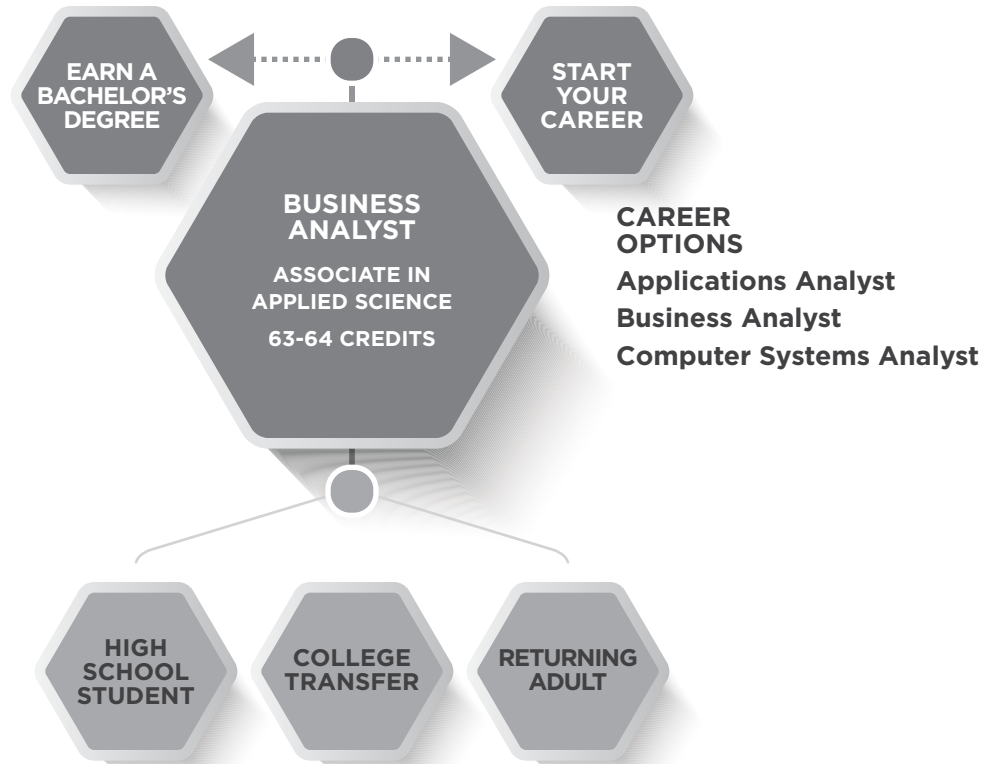 EARN A
BACHELOR'S
DEGREE
START
YOUR
CAREER
BUSINESS
ANALYST
ASSOCIATE IN
APPLIED SCIENCE
63-64 CREDITS
CAREER
OPTIONS
Applications Analyst
Business Analyst
Computer Systems Analyst
HIGH
SCHOOL
STUDENT
COLLEGE
TRANSFER
RETURNING
ADULT